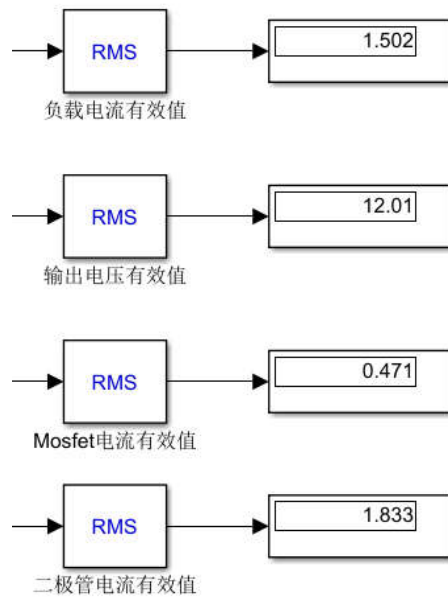 RMS
1.502
负载电流有效值
RMS
12.01
输出电压有效值
RMS
0.471
Mosfet电流有效值
RMS
1.833
二极管电流有效值